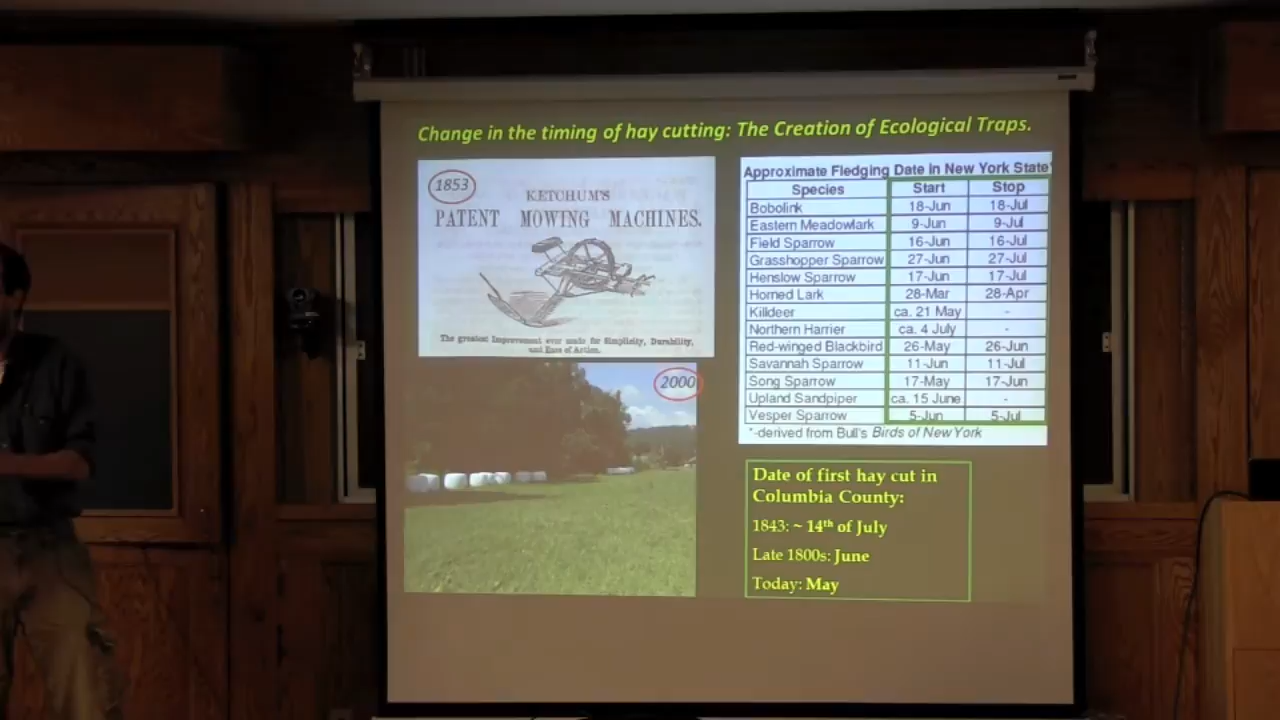 Change in the timing of hay cutting: The Creation of Ecological Traps.
1853
KETCHUM'S
PATENT MOWING MACHINES.
The greatest Improvement ever made for Simplicity, Durability,
and Ease of Action.
2000
Approximate Fledging Date in New York State*
Species Start Stop
Bobolink 18-Jun 18-Jul
Eastern Meadowlark 9-Jun 9-Jul
Field Sparrow 16-Jun 16-Jul
Grasshopper Sparrow 27-Jun 27-Jul
Henslow Sparrow 17-Jun 17-Jul
Horned Lark 28-Mar 28-Apr
Killdeer ca. 21 May -
Northern Harrier ca. 4 July -
Red-winged Blackbird 26-May 26-Jun
Savannah Sparrow 11-Jun 11-Jul
Song Sparrow 17-May 17-Jun
Upland Sandpiper ca. 15 June -
Vesper Sparrow 5-Jun 5-Jul
*-derived from Bull's Birds of New York
Date of first hay cut in
Columbia County:
1843: ~ 14th of July
Late 1800s: June
Today: May